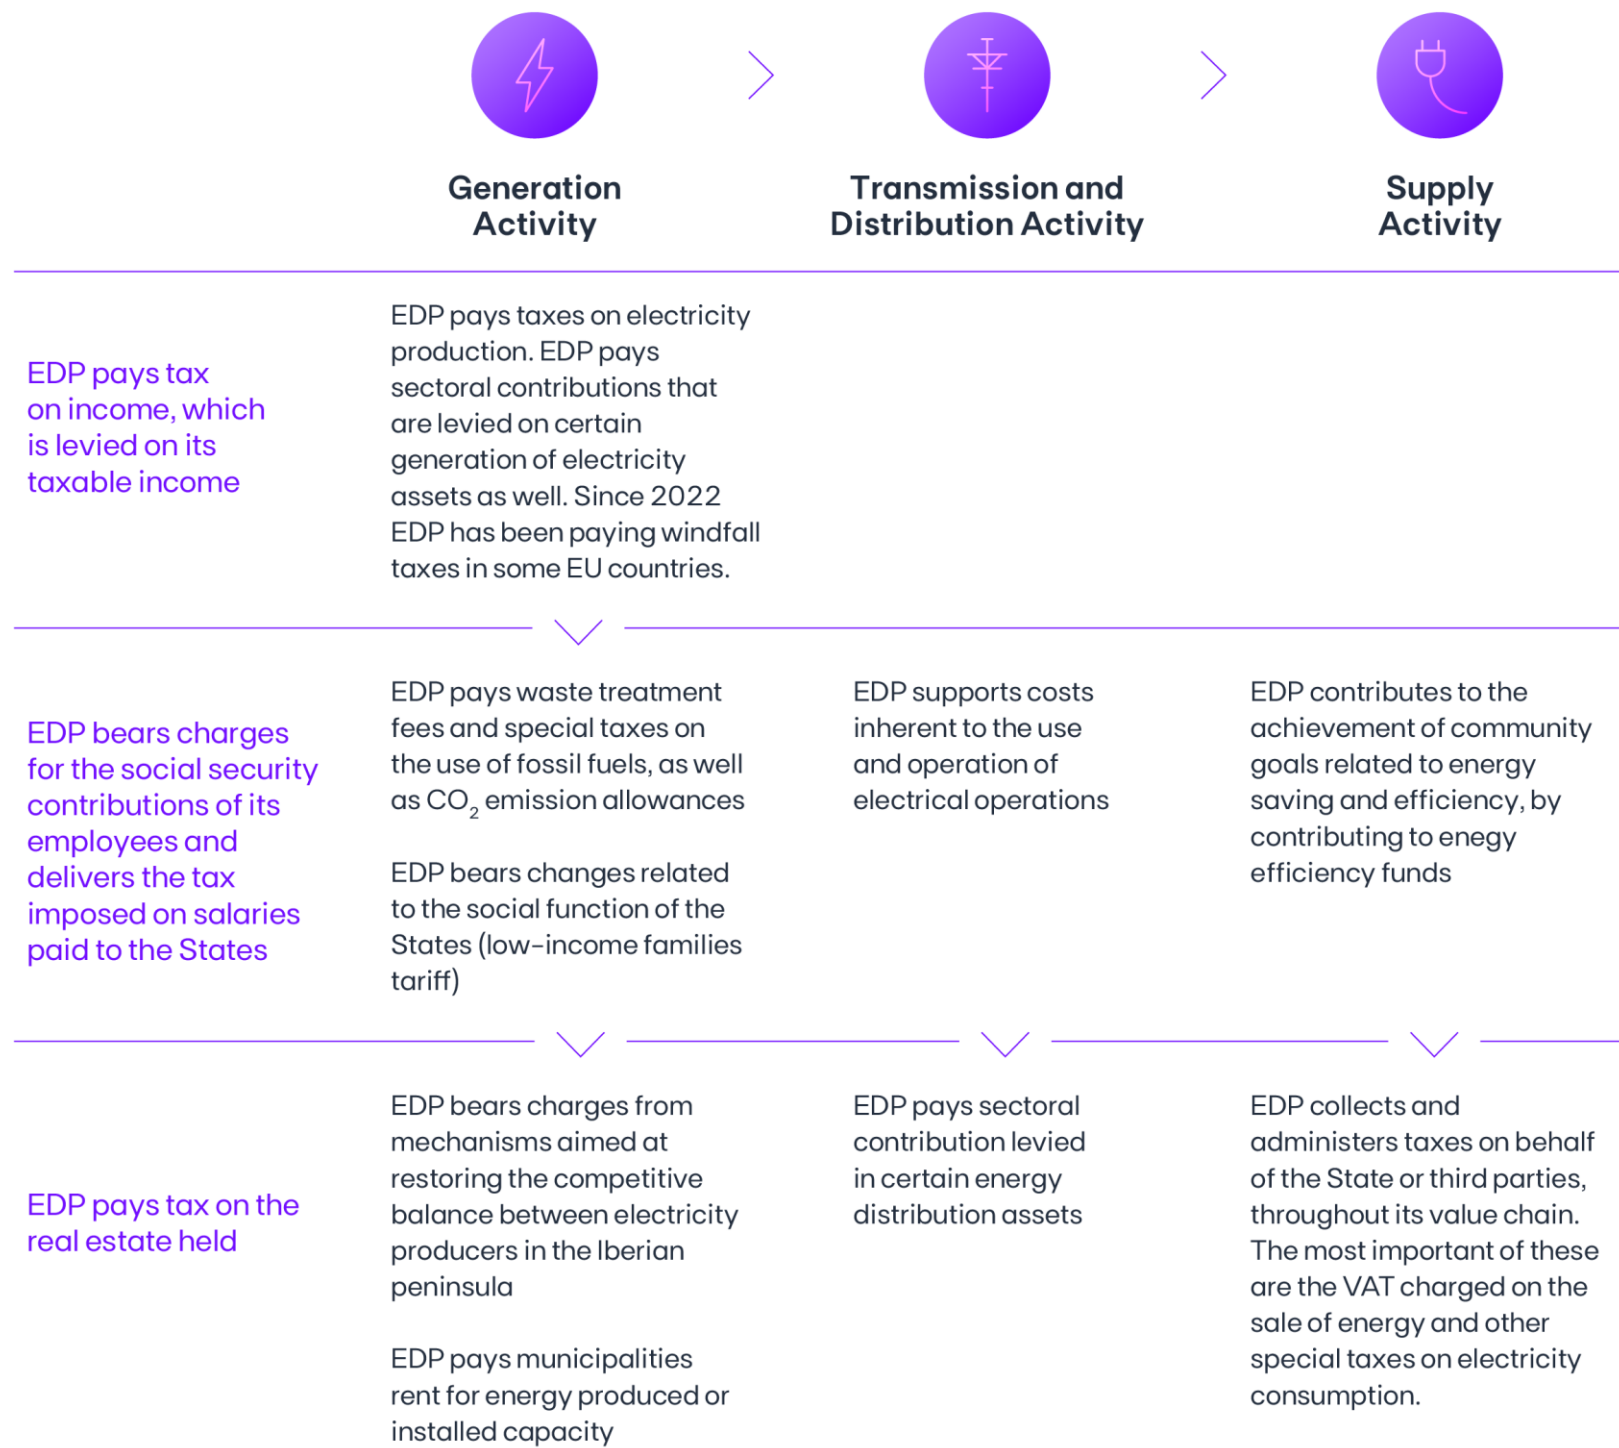 Generation
Activity
Transmission and
Distribution Activity
Supply
Activity
EDP pays tax
on income, which
is levied on its
taxable income
EDP pays taxes on electricity
production. EDP pays
sectoral contributions that
are levied on certain
generation of electricity
assets as well. Since 2022
EDP has been paying windfall
taxes in some EU countries.
EDP bears charges
for the social security
contributions of its
employees and
delivers the tax
imposed on salaries
paid to the States
EDP pays waste treatment
fees and special taxes on
the use of fossil fuels, as well
as CO₂ emission allowances
EDP bears changes related
to the social function of the
States (low-income families
tariff)
EDP supports costs
inherent to the use
and operation of
electrical operations
EDP contributes to the
achievement of community
goals related to energy
saving and efficiency, by
contributing to enegy
efficiency funds
EDP pays tax on the
real estate held
EDP bears charges from
mechanisms aimed at
restoring the competitive
balance between electricity
producers in the Iberian
peninsula
EDP pays municipalities
rent for energy produced or
installed capacity
EDP pays sectoral
contribution levied
in certain energy
distribution assets
EDP collects and
administers taxes on behalf
of the State or third parties,
throughout its value chain.
The most important of these
are the VAT charged on the
sale of energy and other
special taxes on electricity
consumption.